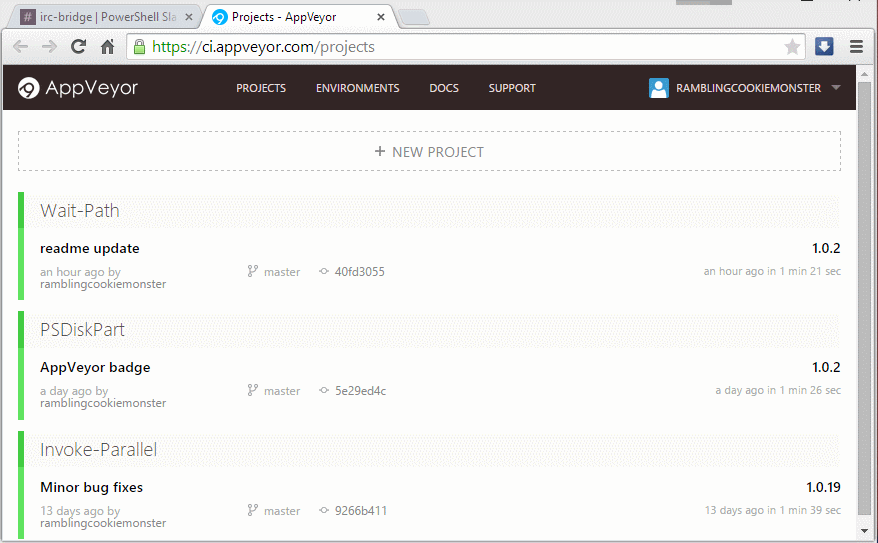 irc-bridge | PowerShell Sla
Projects - AppVeyor
https://ci.appveyor.com/projects
AppVeyor PROJECTS ENVIRONMENTS DOCS SUPPORT RAMBLINGCOOKIEMONSTER
+ NEW PROJECT
Wait-Path
readme update 1.0.2
an hour ago by master 40fd3055 an hour ago in 1 min 21 sec
ramblingcookiemonster
PSDiskPart
AppVeyor badge 1.0.2
a day ago by master 5e29ed4c a day ago in 1 min 26 sec
ramblingcookiemonster
Invoke-Parallel
Minor bug fixes 1.0.19
13 days ago by master 9266b411 13 days ago in 1 min 39 sec
ramblingcookiemonster